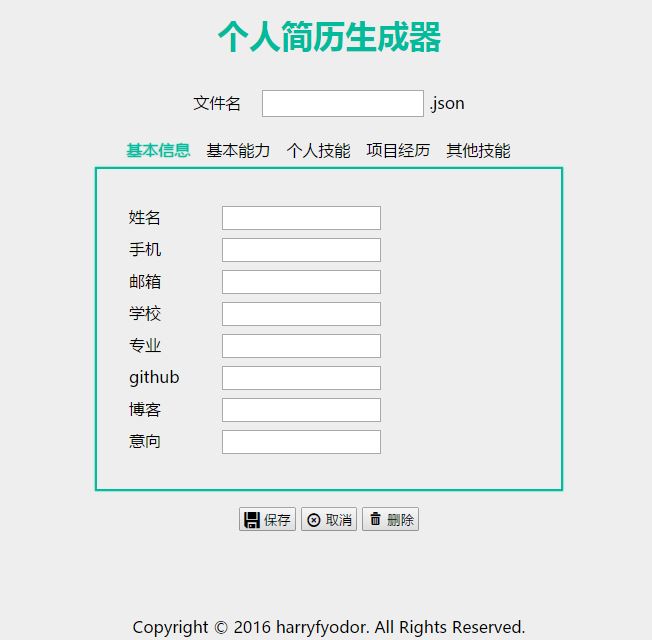 个人简历生成器
文件名 .json
基本信息 基本能力 个人技能 项目经历 其他技能
姓名
手机
邮箱
学校
专业
github
博客
意向
保存 取消 删除
Copyright © 2016 harryfyodor. All Rights Reserved.